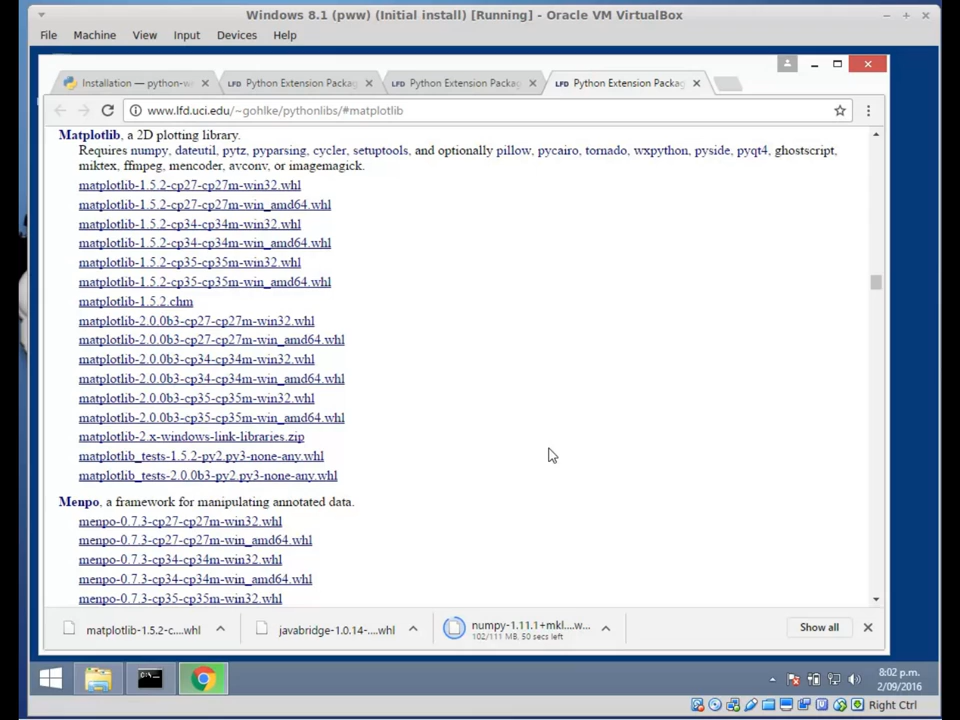 Windows 8.1 (pww) (Initial install) [Running] - Oracle VM VirtualBox
File Machine View Input Devices Help
Installation — python-w
LFD Python Extension Packag
LFD Python Extension Packag
LFD Python Extension Packag
www.lfd.uci.edu/~gohlke/pythonlibs/#matplotlib
Matplotlib, a 2D plotting library.
Requires numpy, dateutil, pytz, pyparsing, cycler, setuptools, and optionally pillow, pycairo, tornado, wxpython, pyside, pyqt4, ghostscript,
miktex, ffmpeg, mencoder, avconv, or imagemagick.
matplotlib-1.5.2-cp27-cp27m-win32.whl
matplotlib-1.5.2-cp27-cp27m-win_amd64.whl
matplotlib-1.5.2-cp34-cp34m-win32.whl
matplotlib-1.5.2-cp34-cp34m-win_amd64.whl
matplotlib-1.5.2-cp35-cp35m-win32.whl
matplotlib-1.5.2-cp35-cp35m-win_amd64.whl
matplotlib-1.5.2.chm
matplotlib-2.0.0b3-cp27-cp27m-win32.whl
matplotlib-2.0.0b3-cp27-cp27m-win_amd64.whl
matplotlib-2.0.0b3-cp34-cp34m-win32.whl
matplotlib-2.0.0b3-cp34-cp34m-win_amd64.whl
matplotlib-2.0.0b3-cp35-cp35m-win32.whl
matplotlib-2.0.0b3-cp35-cp35m-win_amd64.whl
matplotlib-2.x-windows-link-libraries.zip
matplotlib_tests-1.5.2-py2.py3-none-any.whl
matplotlib_tests-2.0.0b3-py2.py3-none-any.whl
Menpo, a framework for manipulating annotated data.
menpo-0.7.3-cp27-cp27m-win32.whl
menpo-0.7.3-cp27-cp27m-win_amd64.whl
menpo-0.7.3-cp34-cp34m-win32.whl
menpo-0.7.3-cp34-cp34m-win_amd64.whl
menpo-0.7.3-cp35-cp35m-win32.whl
matplotlib-1.5.2-c....whl
javabridge-1.0.14-....whl
numpy-1.11.1+mkl....w...
102/111 MB, 50 secs left
Show all
8:02 p.m.
2/09/2016
Right Ctrl